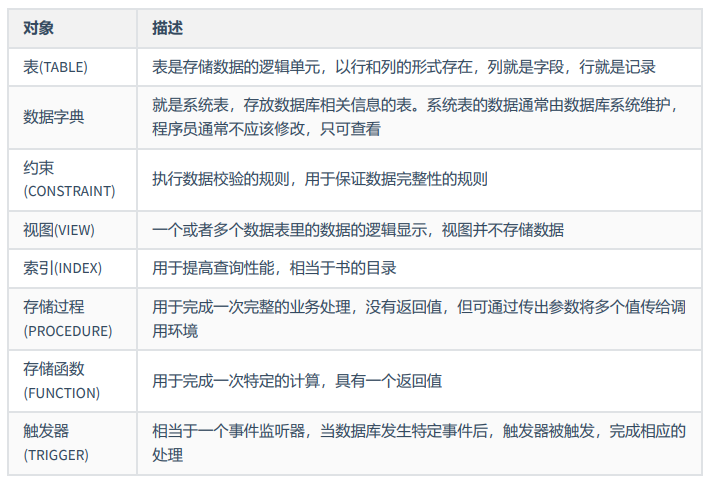 对象 描述
表(TABLE) 表是存储数据的逻辑单元，以行和列的形式存在，列就是字段，行就是记录
数据字典 就是系统表，存放数据库相关信息的表。系统表的数据通常由数据库系统维护，
程序员通常不应该修改，只可查看
约束
(CONSTRAINT) 执行数据校验的规则，用于保证数据完整性的规则
视图(VIEW) 一个或者多个数据表里的数据的逻辑显示，视图并不存储数据
索引(INDEX) 用于提高查询性能，相当于书的目录
存储过程
(PROCEDURE) 用于完成一次完整的业务处理，没有返回值，但可通过传出参数将多个值传给调
用环境
存储函数
(FUNCTION) 用于完成一次特定的计算，具有一个返回值
触发器
(TRIGGER) 相当于一个事件监听器，当数据库发生特定事件后，触发器被触发，完成相应的
处理